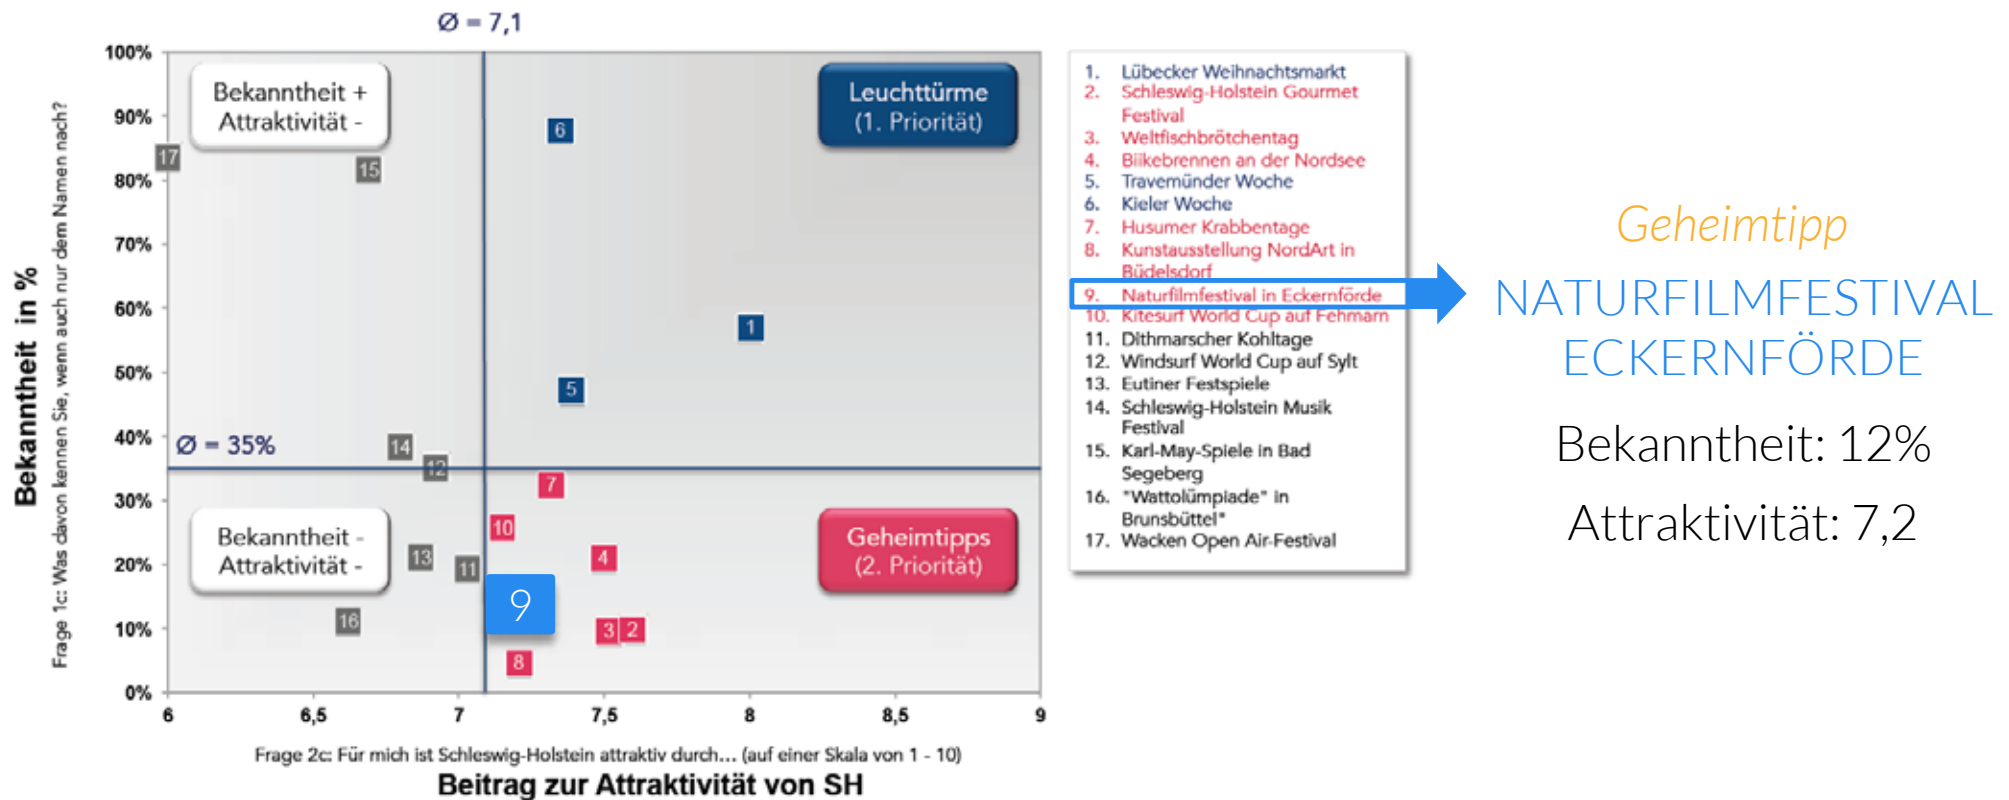 Ø = 7,1
100%
90%
80%
70%
60%
50%
40%
30%
20%
10%
0%
Bekanntheit in %
Frage 1c: Was davon kennen Sie, wenn auch nur dem Namen nach?
Bekanntheit +
Attraktivität -
Leuchttürme
(1. Priorität)
17
15
6
1
5
Ø = 35%
14
12
7
10
Bekanntheit -
Attraktivität -
Geheimtipps
(2. Priorität)
13
11
4
9
16
3
2
8
6
6,5
7
7,5
8
8,5
9
Frage 2c: Für mich ist Schleswig-Holstein attraktiv durch... (auf einer Skala von 1 - 10)
Beitrag zur Attraktivität von SH
1. Lübecker Weihnachtsmarkt
2. Schleswig-Holstein Gourmet
Festival
3. Weltfischbrötchentag
4. Biikebrennen an der Nordsee
5. Travemünder Woche
6. Kieler Woche
7. Husumer Krabbentage
8. Kunstausstellung NordArt in
Büdelsdorf
9. Naturfilmfestival in Eckernförde
10. Kitesurf World Cup auf Fehmarn
11. Dithmarscher Kohltage
12. Windsurf World Cup auf Sylt
13. Eutiner Festspiele
14. Schleswig-Holstein Musik
Festival
15. Karl-May-Spiele in Bad
Segeberg
16. "Wattolümpiade" in
Brunsbüttel"
17. Wacken Open Air-Festival
Geheimtipp
NATURFILMFESTIVAL
ECKERNFÖRDE
Bekanntheit: 12%
Attraktivität: 7,2